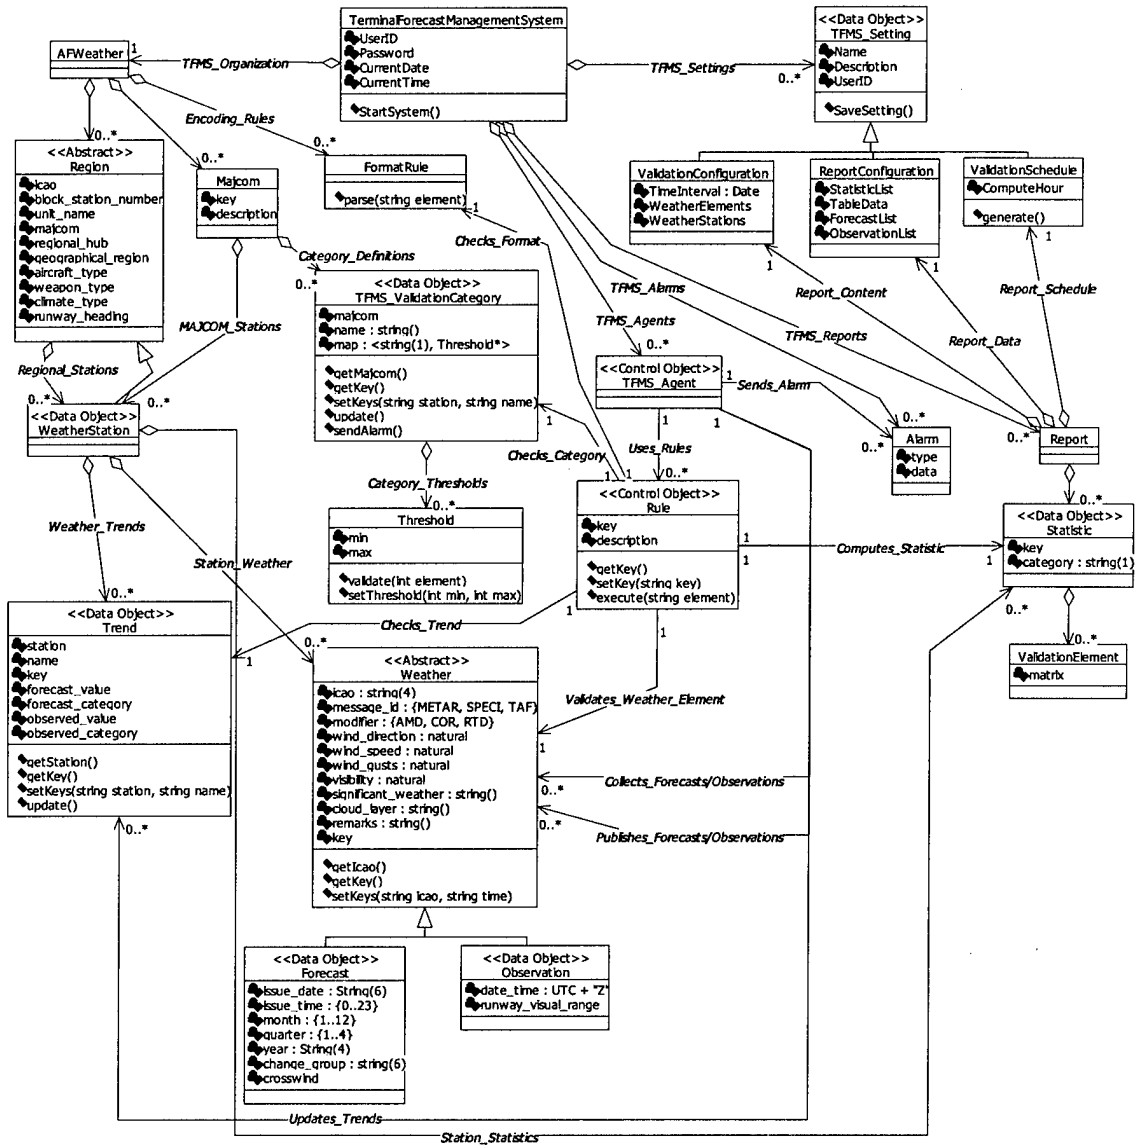 TerminalForecastManagementSystem
UserID
Password
CurrentDate
CurrentTime
StartSystem()
<<Data Object>>
TFMS_Setting
Name
Description
UserID
SaveSetting()
AFWeather
1
TFMS_Organization
TFMS_Settings
0..*
Encoding_Rules
0..*
0..*
0..*
<<Abstract>>
Region
icao
block_station_number
unit_name
majcom
regional_hub
geographical_region
aircraft_type
weapon_type
climate_type
runway_heading
Majcom
key
description
FormatRule
parse(string element)
1
ValidationConfiguration
TimeInterval : Date
WeatherElements
WeatherStations
ReportConfiguration
StatisticList
TableData
ForecastList
ObservationList
ValidationSchedule
ComputeHour
generate()
1
1
1
Checks_Format
Category_Definitions
0..*
<<Data Object>>
TFMS_ValidationCategory
majcom
name : string()
map : <string(1), Threshold*>
getMajcom()
getKey()
setKeys(string station, string name)
update()
sendAlarm()
1
MAJCOM_Stations
TFMS_Alarms
TFMS_Agents
TFMS_Reports
Report_Content
Report_Schedule
Report_Data
0..*
<<Control Object>>
TFMS_Agent
1
Sends_Alarm
1
1
0..*
0..*
Alarm
type
data
0..*
Report
Regional_Stations
0..*
0..*
<<Data Object>>
WeatherStation
Uses_Rules
Checks_Category
1
1
0..*
Category_Thresholds
0..*
Threshold
min
max
validate(int element)
setThreshold(int min, int max)
<<Control Object>>
Rule
key
description
getKey()
setKey(string key)
execute(string element)
1
1
1
1
Computes_Statistic
1
0..*
<<Data Object>>
Statistic
key
category : string(1)
0..*
0..*
ValidationElement
matrix
Weather_Trends
Station_Weather
0..*
<<Data Object>>
Trend
station
name
key
forecast_value
forecast_category
observed_value
observed_category
getStation()
getKey()
setKeys(string station, string name)
update()
0..*
Checks_Trend
1
0..*
<<Abstract>>
Weather
icao : string(4)
message_id : {METAR, SPECI, TAF}
modifier : {AMD, COR, RTD}
wind_direction : natural
wind_speed : natural
wind_gusts : natural
visibility : natural
significant_weather : string()
cloud_layer : string()
remarks : string()
key
getIcao()
getKey()
setKeys(string icao, string time)
Validates_Weather_Element
1
Collects_Forecasts/Observations
0..*
0..*
Publishes_Forecasts/Observations
<<Data Object>>
Forecast
issue_date : String(6)
issue_time : {0..23}
month : {1..12}
quarter : {1..4}
year : String(4)
change_group : string(6)
crosswind
<<Data Object>>
Observation
date_time : UTC + "Z"
runway_visual_range
Updates_Trends
Station_Statistics